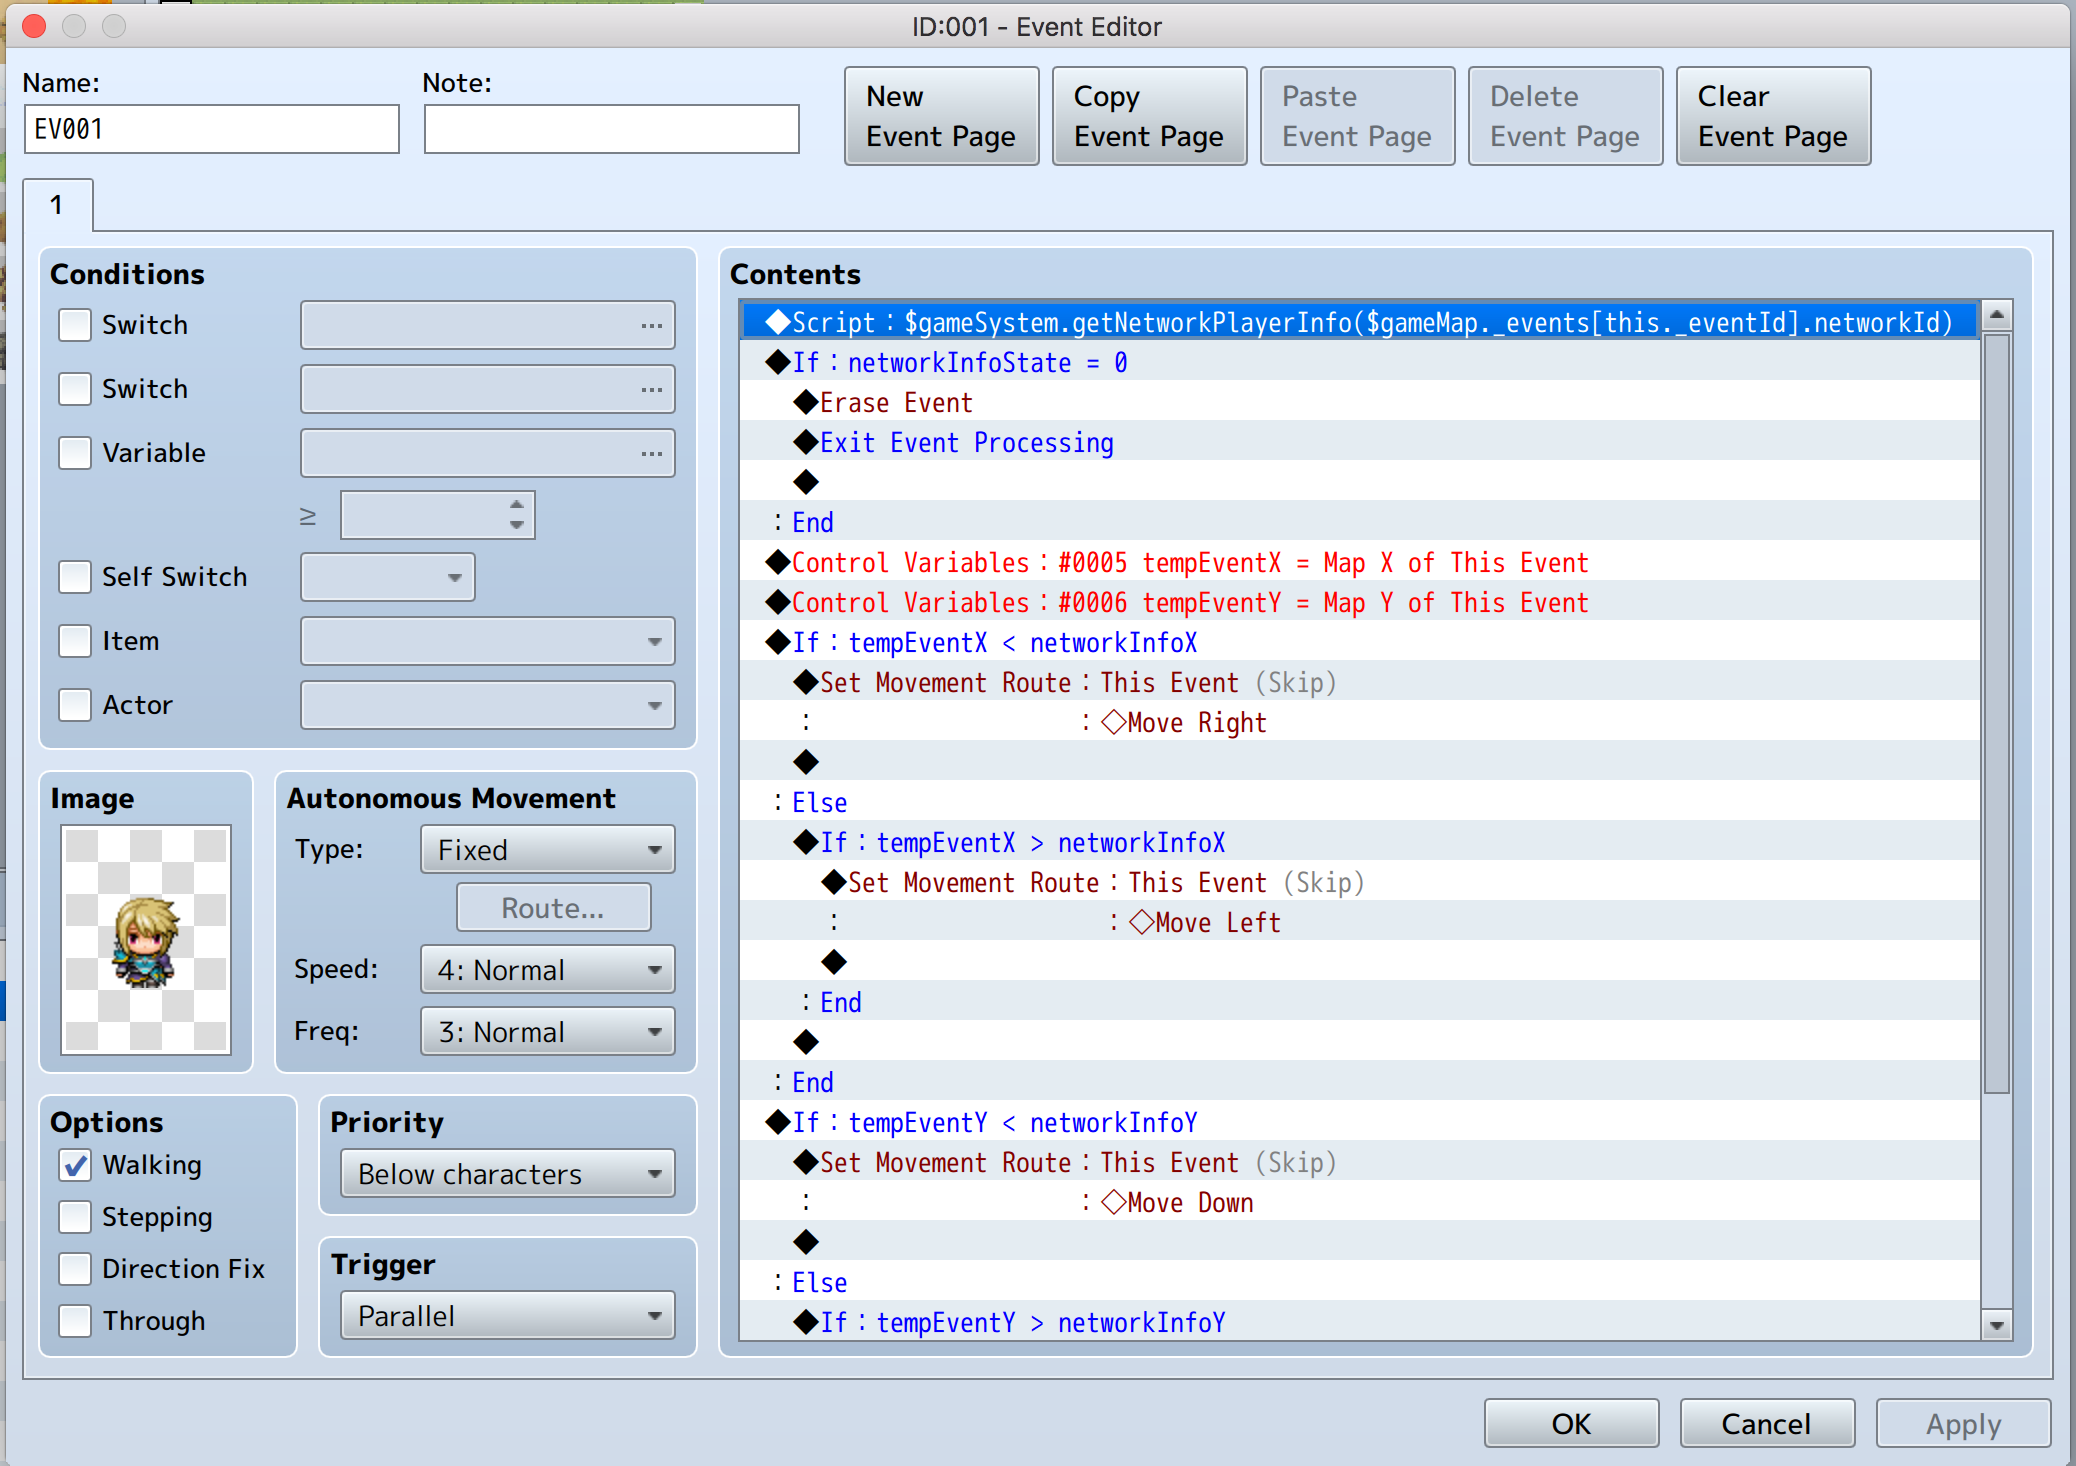 ID:001 - Event Editor
Name:
Note:
EV001
New
Event Page
Copy
Event Page
Paste
Event Page
Delete
Event Page
Clear
Event Page
1
Conditions
Switch
...
Switch
...
Variable
...
≥
Self Switch
Item
Actor
Image
Autonomous Movement
Type:
Fixed
Route...
Speed:
4: Normal
Freq:
3: Normal
Options
Walking
Stepping
Direction Fix
Through
Priority
Below characters
Trigger
Parallel
Contents
◆Script：$gameSystem.getNetworkPlayerInfo($gameMap._events[this._eventId].networkId)
◆If：networkInfoState = 0
◆Erase Event
◆Exit Event Processing
◆
：End
◆Control Variables：#0005 tempEventX = Map X of This Event
◆Control Variables：#0006 tempEventY = Map Y of This Event
◆If：tempEventX < networkInfoX
◆Set Movement Route：This Event (Skip)
：　：◇Move Right
◆
：Else
◆If：tempEventX > networkInfoX
◆Set Movement Route：This Event (Skip)
：　：◇Move Left
◆
：End
◆
：End
◆If：tempEventY < networkInfoY
◆Set Movement Route：This Event (Skip)
：　：◇Move Down
◆
：Else
◆If：tempEventY > networkInfoY
OK
Cancel
Apply